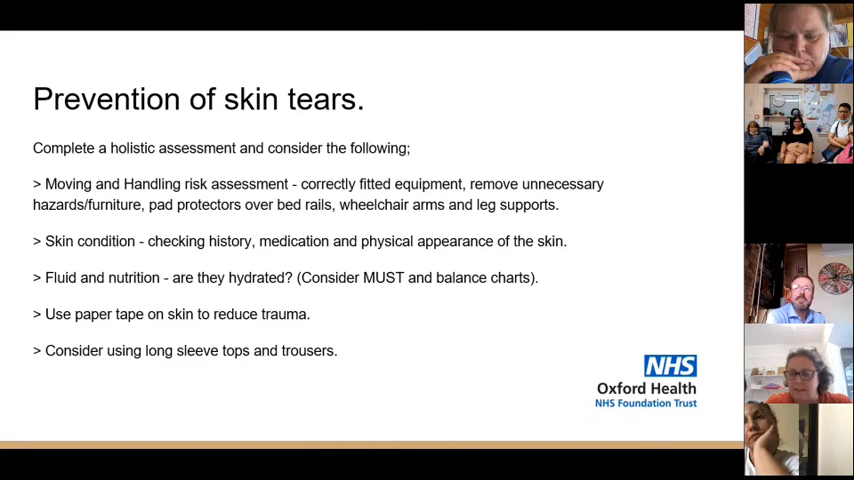 Prevention of skin tears.
Complete a holistic assessment and consider the following;
> Moving and Handling risk assessment - correctly fitted equipment, remove unnecessary
hazards/furniture, pad protectors over bed rails, wheelchair arms and leg supports.
> Skin condition - checking history, medication and physical appearance of the skin.
> Fluid and nutrition - are they hydrated? (Consider MUST and balance charts).
> Use paper tape on skin to reduce trauma.
> Consider using long sleeve tops and trousers.
NHS
Oxford Health
NHS Foundation Trust